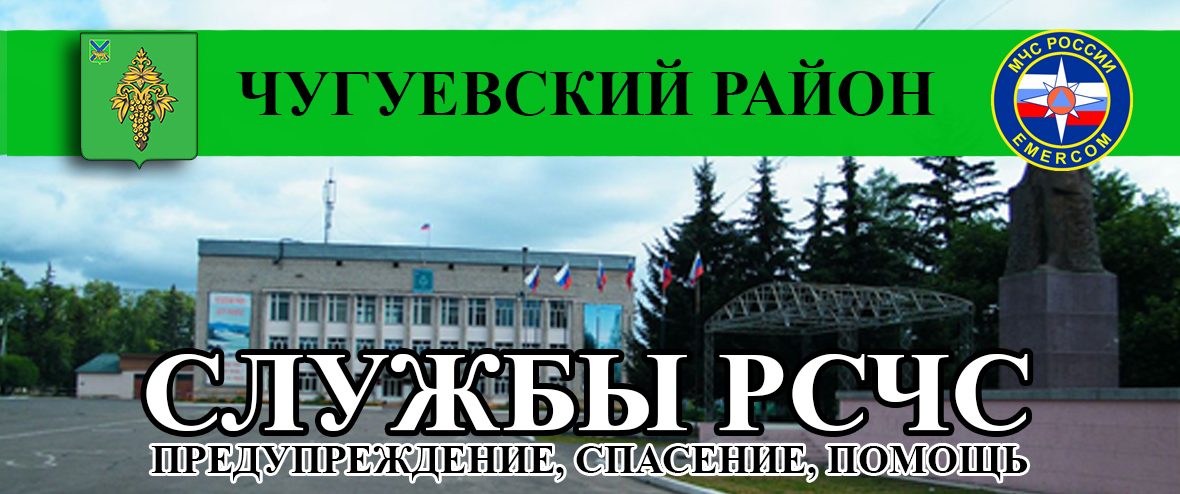 ЧУГУЕВСКИЙ РАЙОН
МЧС РОССИИ
EMERCOM
СЛУЖБЫ РСЧС
ПРЕДУПРЕЖДЕНИЕ, СПАСЕНИЕ, ПОМОЩЬ